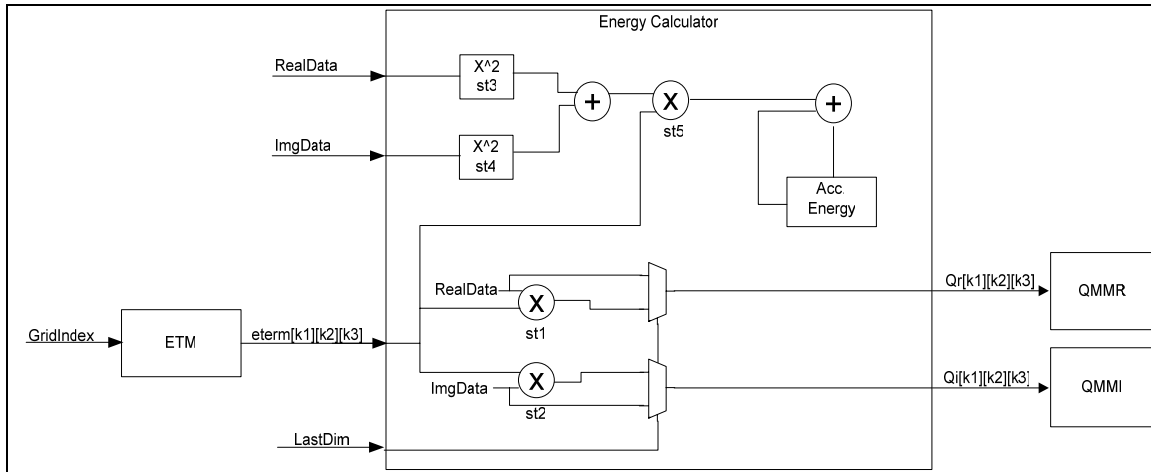 Energy Calculator
RealData
X^2
st3
+
X
st5
+
ImgData
X^2
st4
Acc.
Energy
RealData
X
st1
Qr[k1][k2][k3]
QMMR
GridIndex
ETM
eterm[k1][k2][k3]
ImgData
X
st2
Qi[k1][k2][k3]
QMMI
LastDim